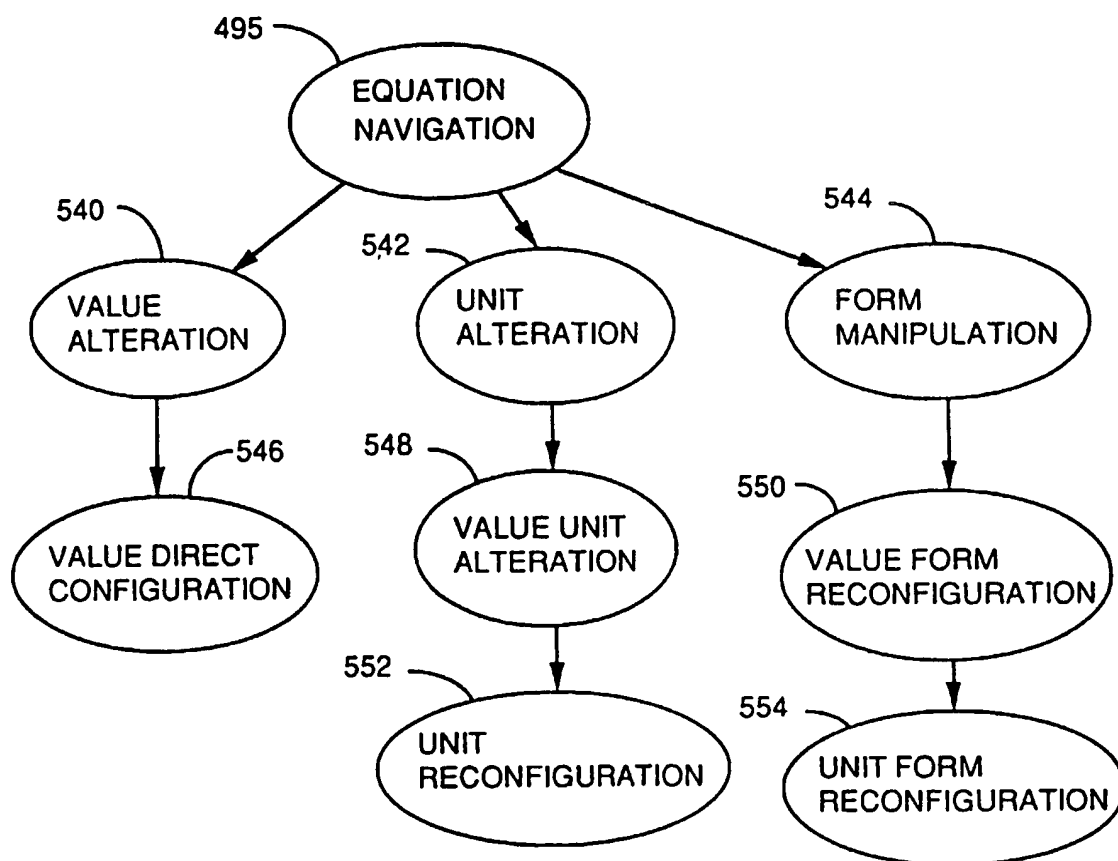 495
EQUATION
NAVIGATION
540
VALUE
ALTERATION
542
UNIT
ALTERATION
544
FORM
MANIPULATION
546
VALUE DIRECT
CONFIGURATION
548
VALUE UNIT
ALTERATION
550
VALUE FORM
RECONFIGURATION
552
UNIT
RECONFIGURATION
554
UNIT FORM
RECONFIGURATION